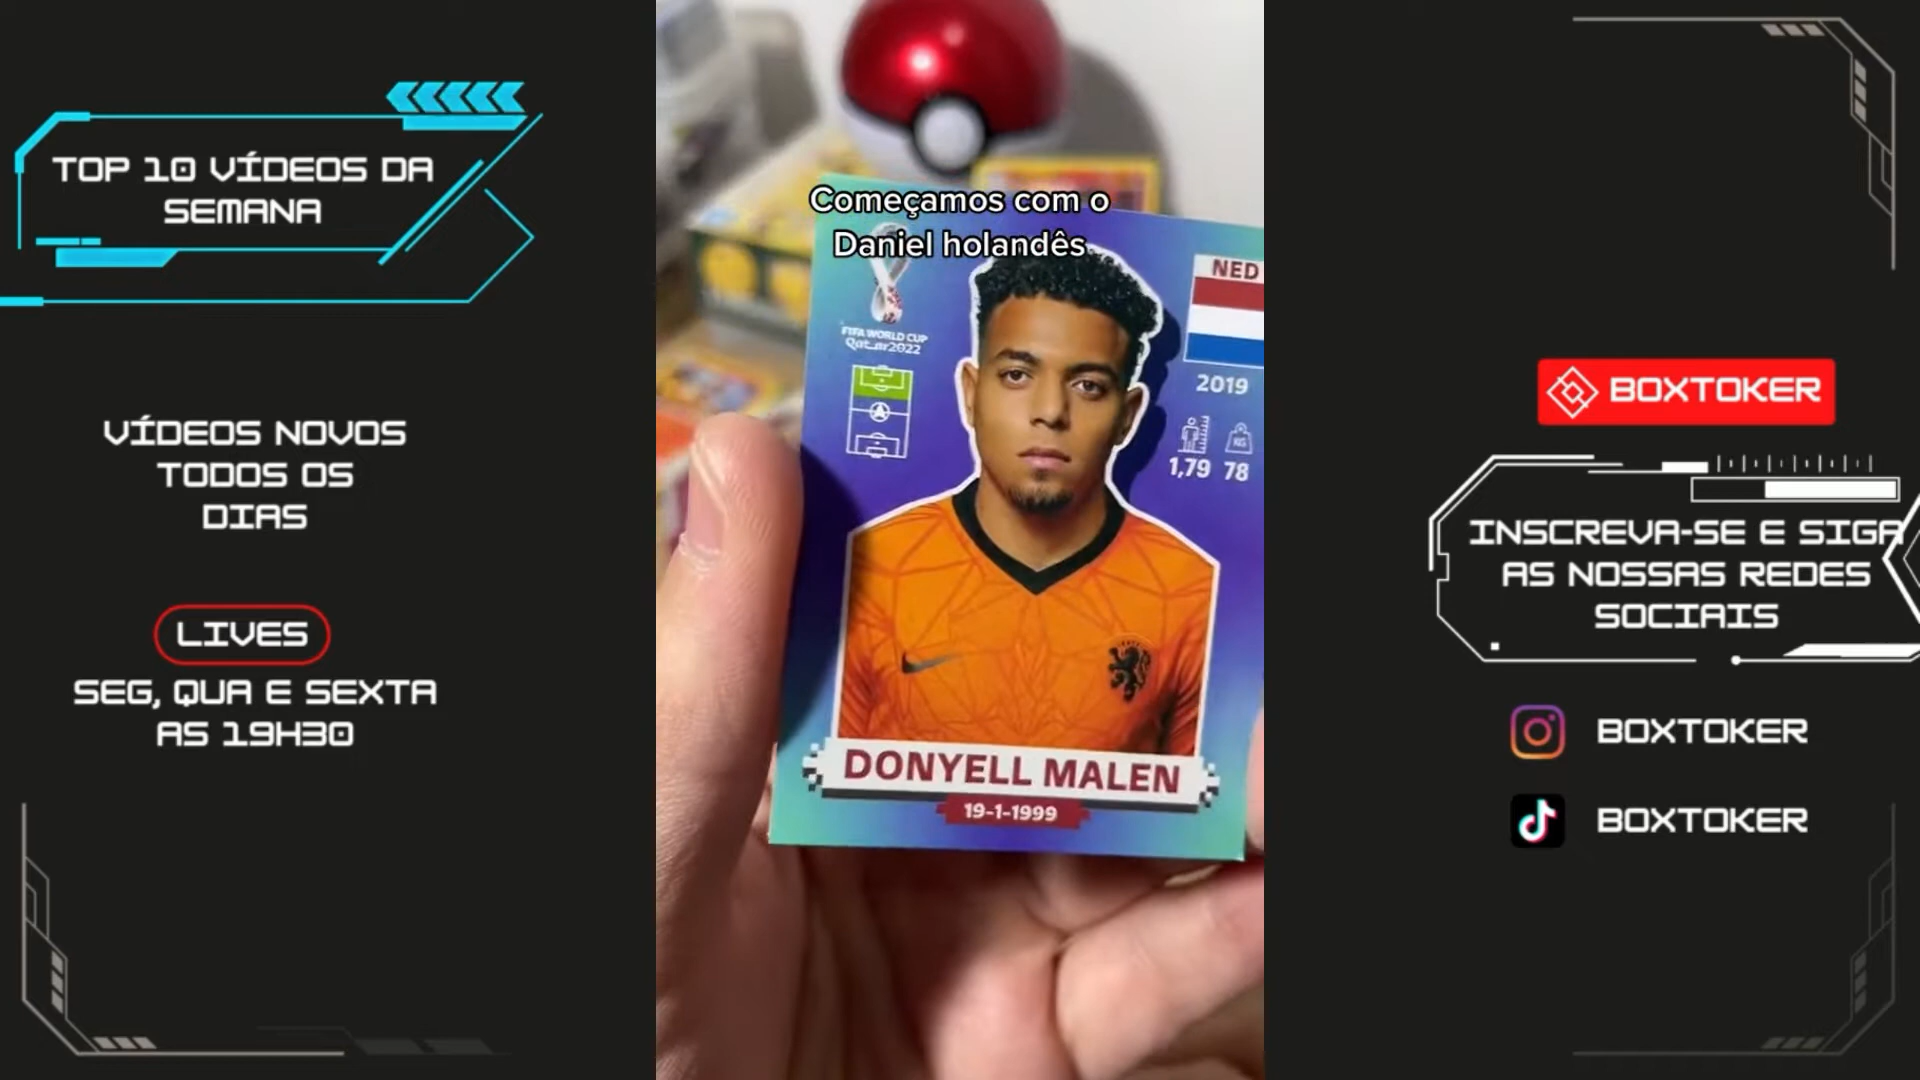 TOP 10 VÍDEOS DA
SEMANA
VÍDEOS NOVOS
TODOS OS
DIAS
LIVES
SEG, QUA E SEXTA
AS 19H30
Começamos com o
Daniel holandês
FIFA WORLD CUP
Qatar2022
NED
2019
KG
1,79 78
DONYELL MALEN
19-1-1999
BOXTOKER
INSCREVA-SE E SIGA
AS NOSSAS REDES
SOCIAIS
BOXTOKER
BOXTOKER